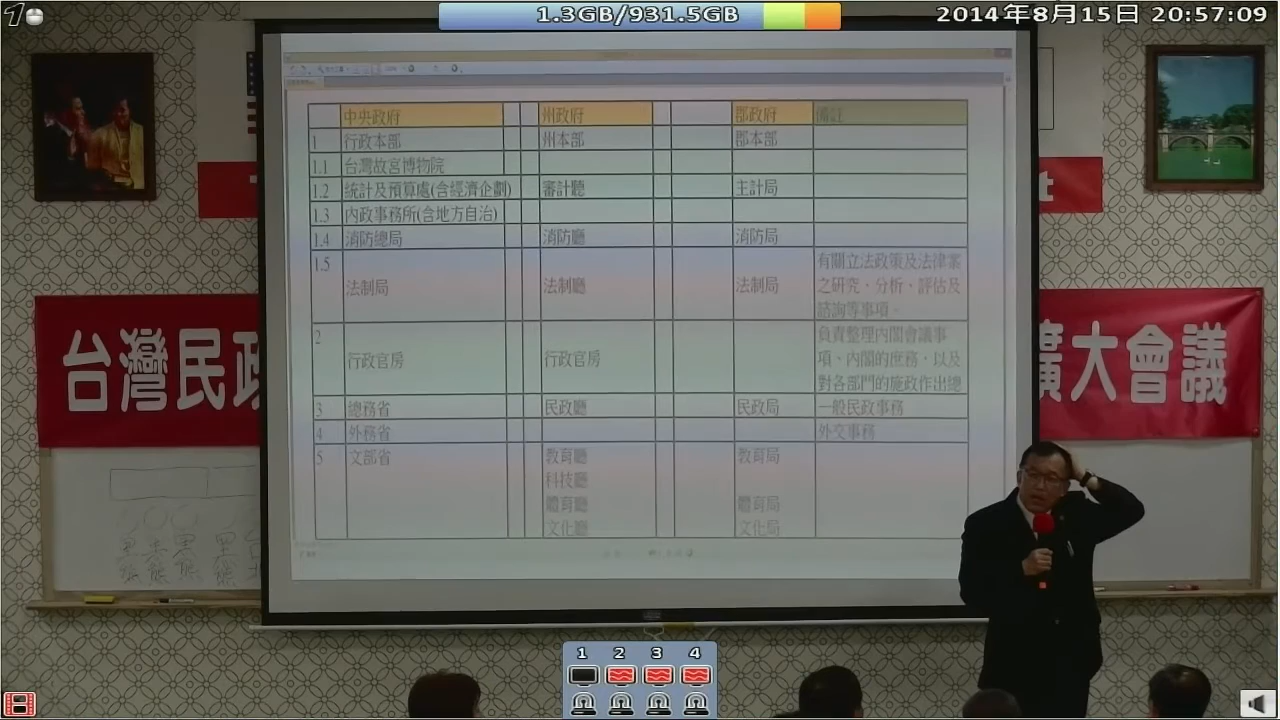 1
1.3GB/931.5GB
2014年8月15日 20:57:09
中央政府 州政府 郡政府 備註
1 行政本部 州本部 郡本部
1.1 台灣故宮博物院
1.2 統計及預算處(含經濟企劃) 審計聽 主計局
1.3 內政事務所(含地方自治)
1.4 消防總局 消防廳 消防局
1.5 法制局 法制廳 法制局 有關立法政策及法律案
之研究、分析、評估及
諮詢等事項。
2 行政官房 行政官房 負責整理內閣會議事
項、內閣的庶務，以及
對各部門的施政作出總
3 總務省 民政廳 民政局 一般民政事務
4 外務省 外交事務
5 文部省 教育廳 教育局
科技廳
體育廳 體育局
文化廳 文化局
台灣民政
擴大會議
t
1 2 3 4